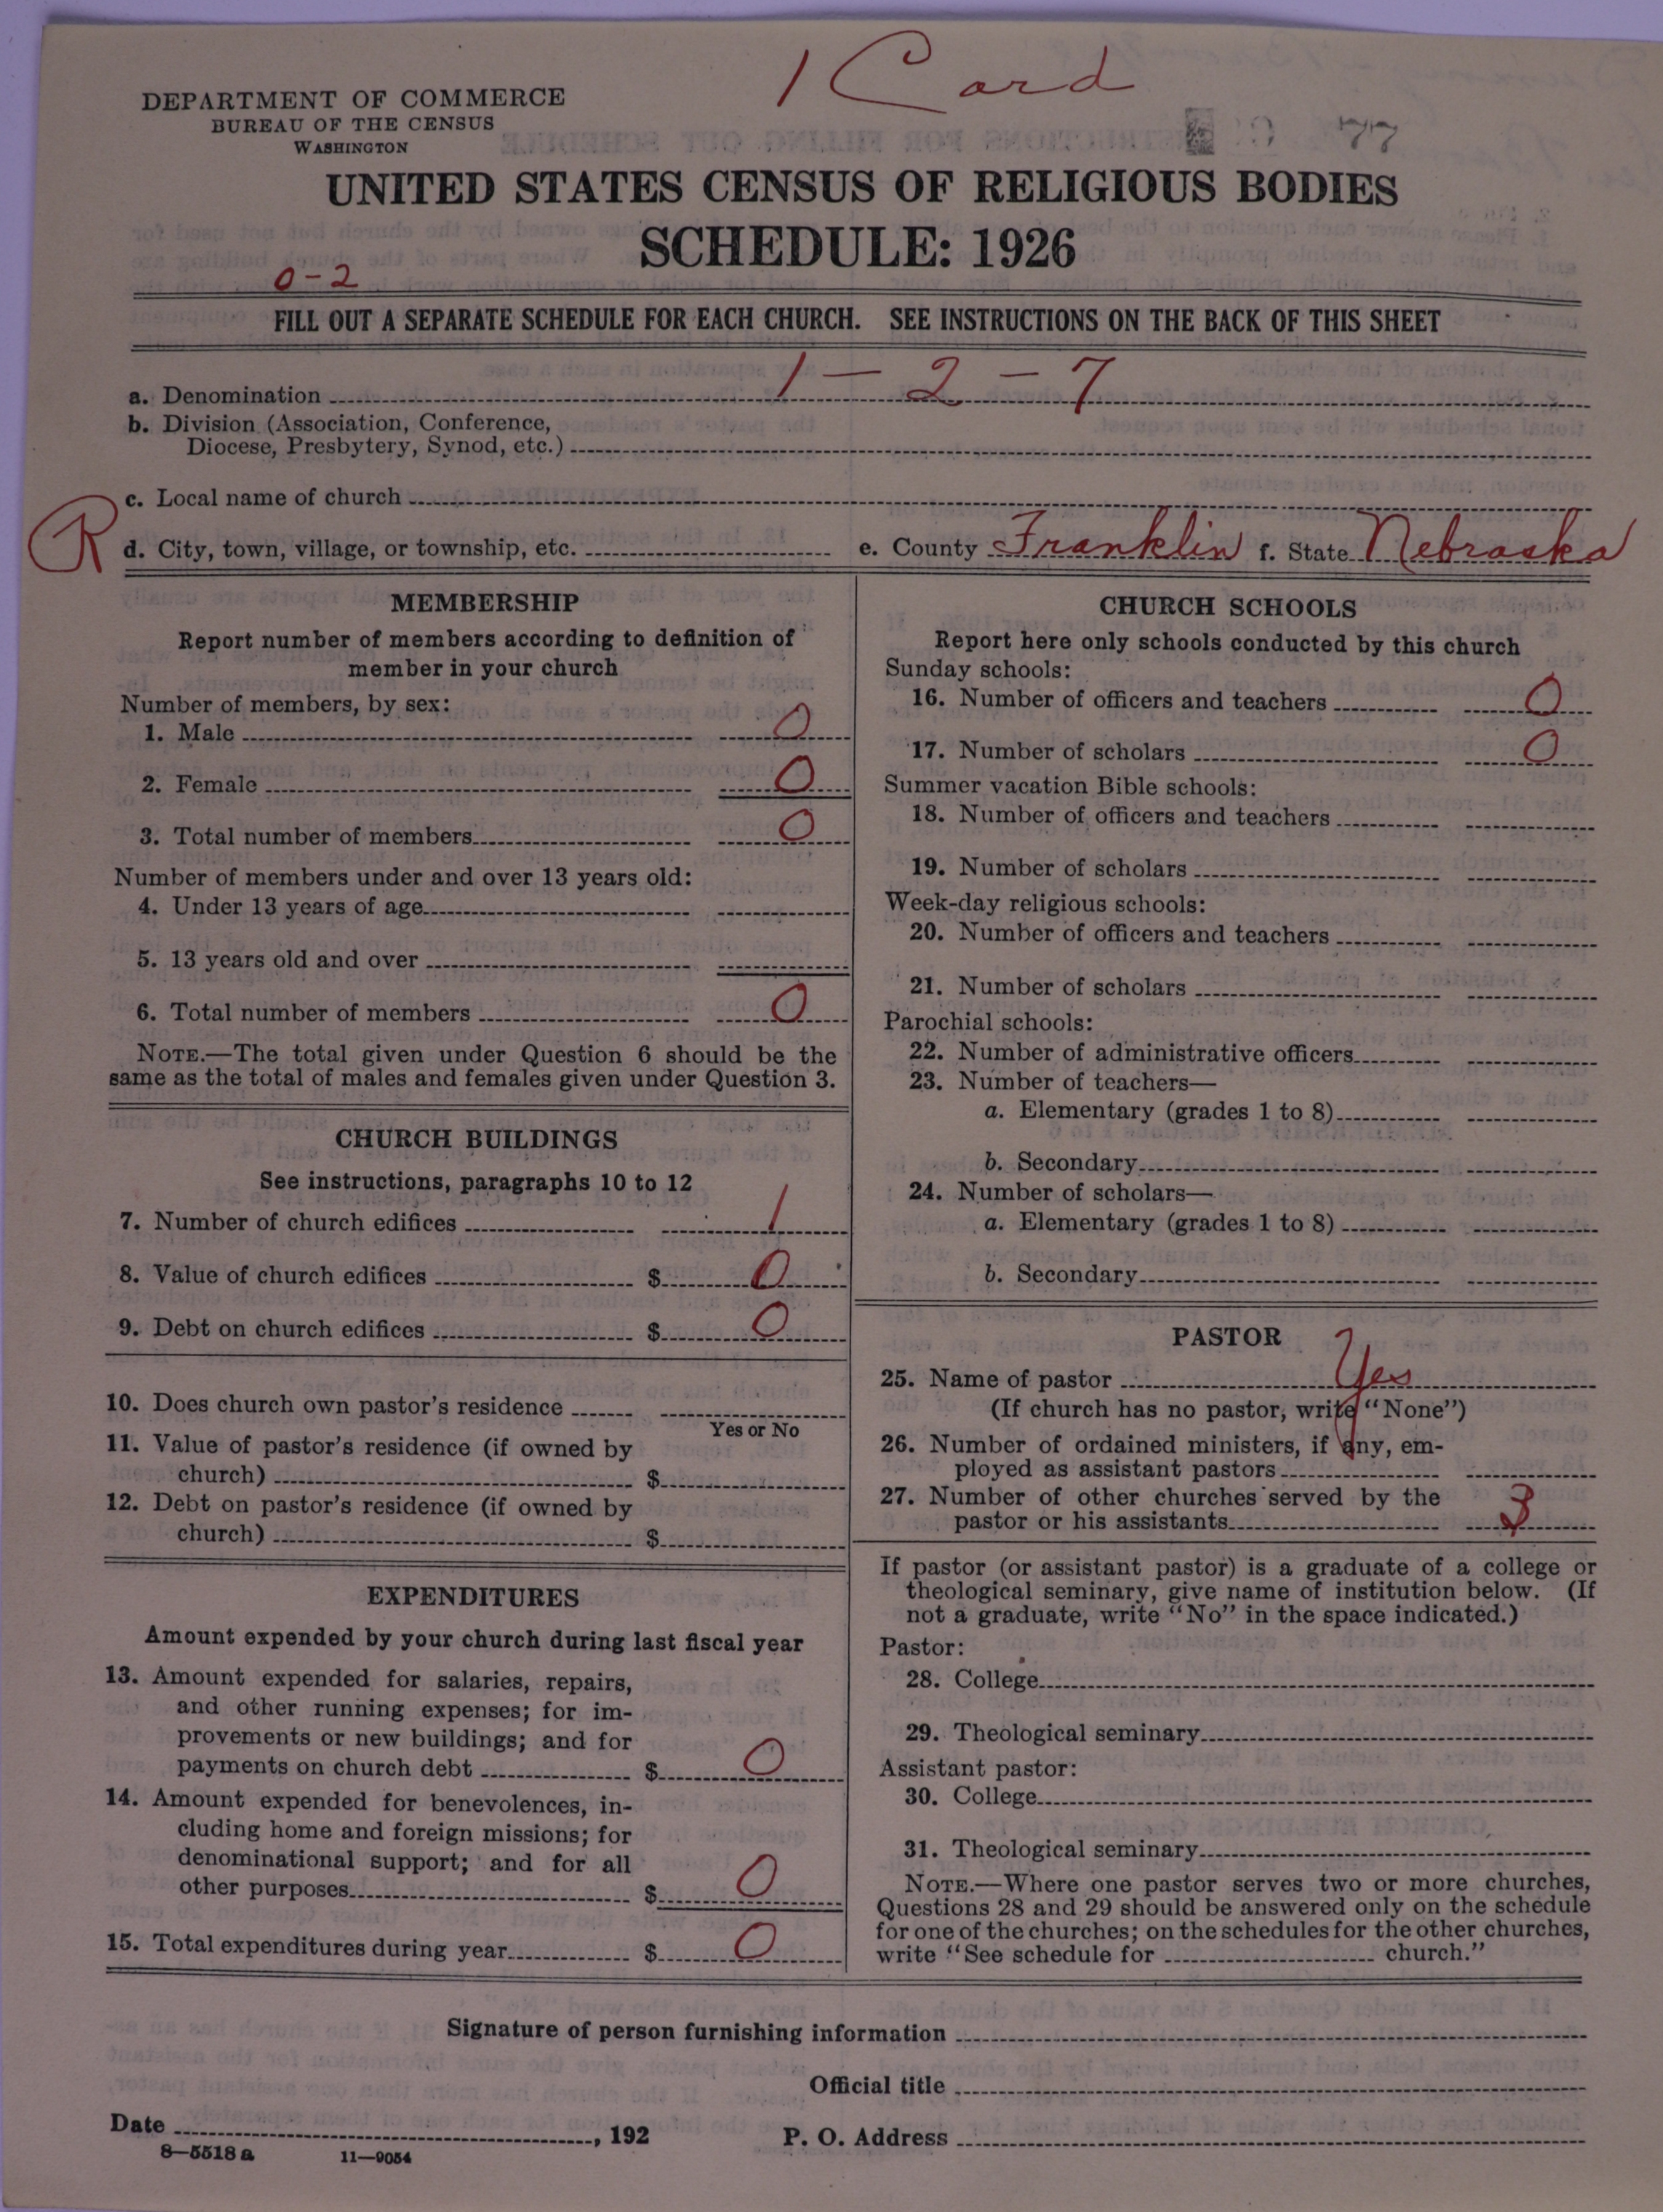 1 Card
DEPARTMENT OF COMMERCE
BUREAU OF THE CENSUS
WASHINGTON
77
UNITED STATES CENSUS OF RELIGIOUS BODIES
SCHEDULE: 1926
0-2
FILL OUT A SEPARATE SCHEDULE FOR EACH CHURCH. SEE INSTRUCTIONS ON THE BACK OF THIS SHEET
a. Denomination 1-2-7
b. Division (Association, Conference,
Diocese, Presbytery, Synod, etc.)
c. Local name of church
R
d. City, town, village, or township, etc. e. County Franklin f. State Nebraska
MEMBERSHIP
Report number of members according to definition of
member in your church
Number of members, by sex:
1. Male 0
2. Female 0
3. Total number of members 0
Number of members under and over 13 years old:
4. Under 13 years of age
5. 13 years old and over
6. Total number of members 0
NOTE.—The total given under Question 6 should be the
same as the total of males and females given under Question 3.
CHURCH BUILDINGS
See instructions, paragraphs 10 to 12
7. Number of church edifices 1
8. Value of church edifices $ 0
9. Debt on church edifices $ 0
10. Does church own pastor's residence
Yes or No
11. Value of pastor's residence (if owned by
church) $
12. Debt on pastor's residence (if owned by
church) $
EXPENDITURES
Amount expended by your church during last fiscal year
13. Amount expended for salaries, repairs,
and other running expenses; for im-
provements or new buildings; and for
payments on church debt $ 0
14. Amount expended for benevolences, in-
cluding home and foreign missions; for
denominational support; and for all
other purposes $ 0
15. Total expenditures during year $ 0
CHURCH SCHOOLS
Report here only schools conducted by this church
Sunday schools:
16. Number of officers and teachers 0
17. Number of scholars 0
Summer vacation Bible schools:
18. Number of officers and teachers
19. Number of scholars
Week-day religious schools:
20. Number of officers and teachers
21. Number of scholars
Parochial schools:
22. Number of administrative officers
23. Number of teachers—
a. Elementary (grades 1 to 8)
b. Secondary
24. Number of scholars—
a. Elementary (grades 1 to 8)
b. Secondary
PASTOR
25. Name of pastor Yes
(If church has no pastor, write "None")
26. Number of ordained ministers, if any, em-
ployed as assistant pastors
27. Number of other churches served by the
pastor or his assistants 3
If pastor (or assistant pastor) is a graduate of a college or
theological seminary, give name of institution below. (If
not a graduate, write "No" in the space indicated.)
Pastor:
28. College
29. Theological seminary
Assistant pastor:
30. College
31. Theological seminary
NOTE.—Where one pastor serves two or more churches,
Questions 28 and 29 should be answered only on the schedule
for one of the churches; on the schedules for the other churches,
write "See schedule for church."
Signature of person furnishing information
Official title
Date , 192 P. O. Address
8—5518 a 11—9054